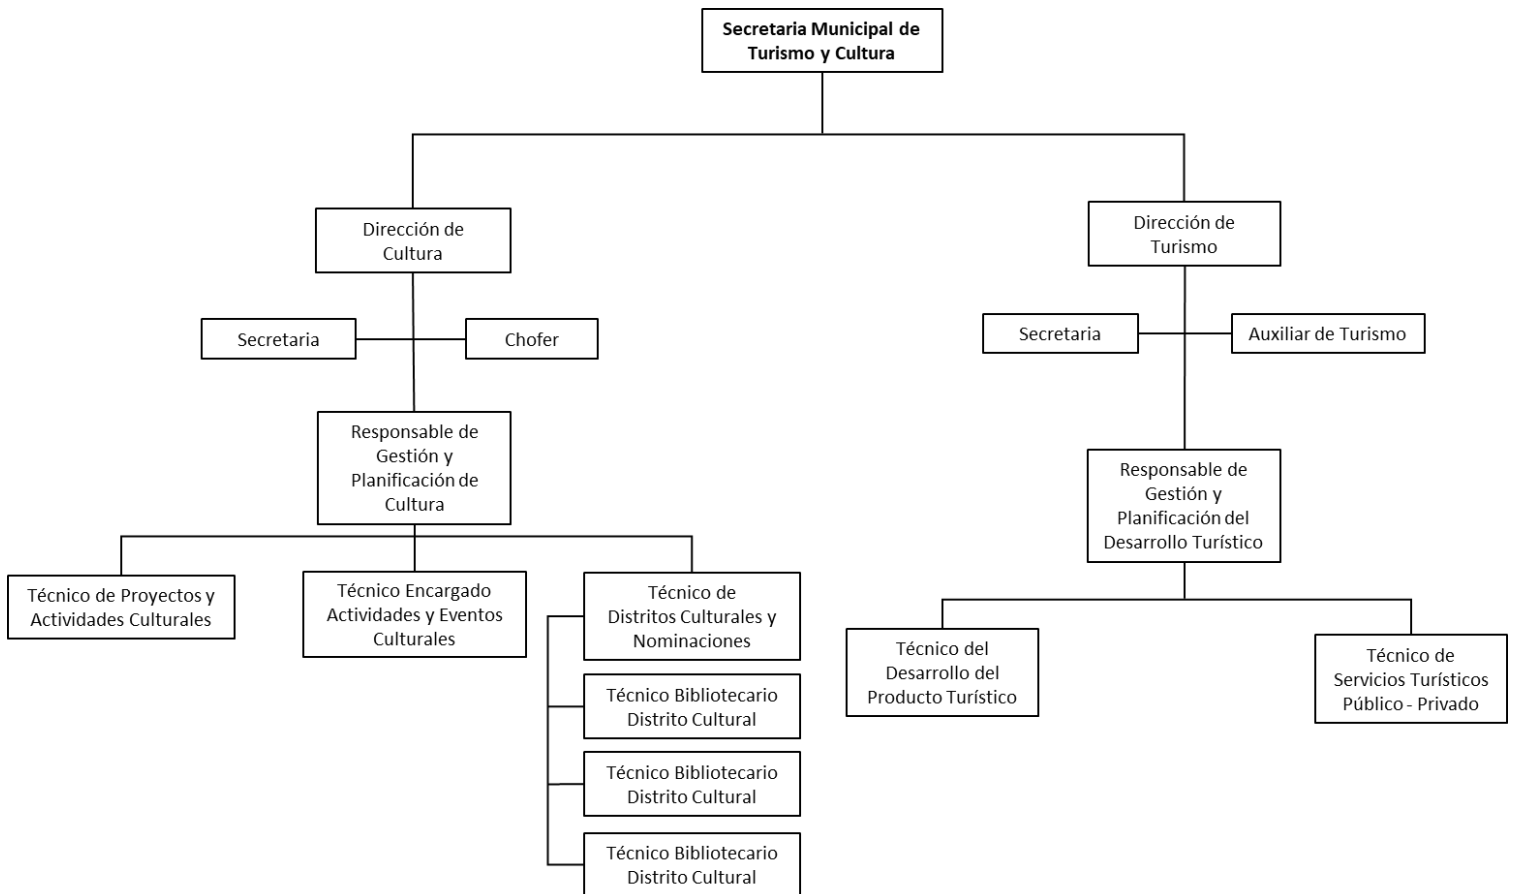 Secretaria Municipal de
Turismo y Cultura
Dirección de
Cultura
Dirección de
Turismo
Secretaria
Chofer
Secretaria
Auxiliar de Turismo
Responsable de
Gestión y
Planificación de
Cultura
Responsable de
Gestión y
Planificación del
Desarrollo Turístico
Técnico de Proyectos y
Actividades Culturales
Técnico Encargado
Actividades y Eventos
Culturales
Técnico de
Distritos Culturales y
Nominaciones
Técnico Bibliotecario
Distrito Cultural
Técnico Bibliotecario
Distrito Cultural
Técnico Bibliotecario
Distrito Cultural
Técnico del
Desarrollo del
Producto Turístico
Técnico de
Servicios Turísticos
Público - Privado